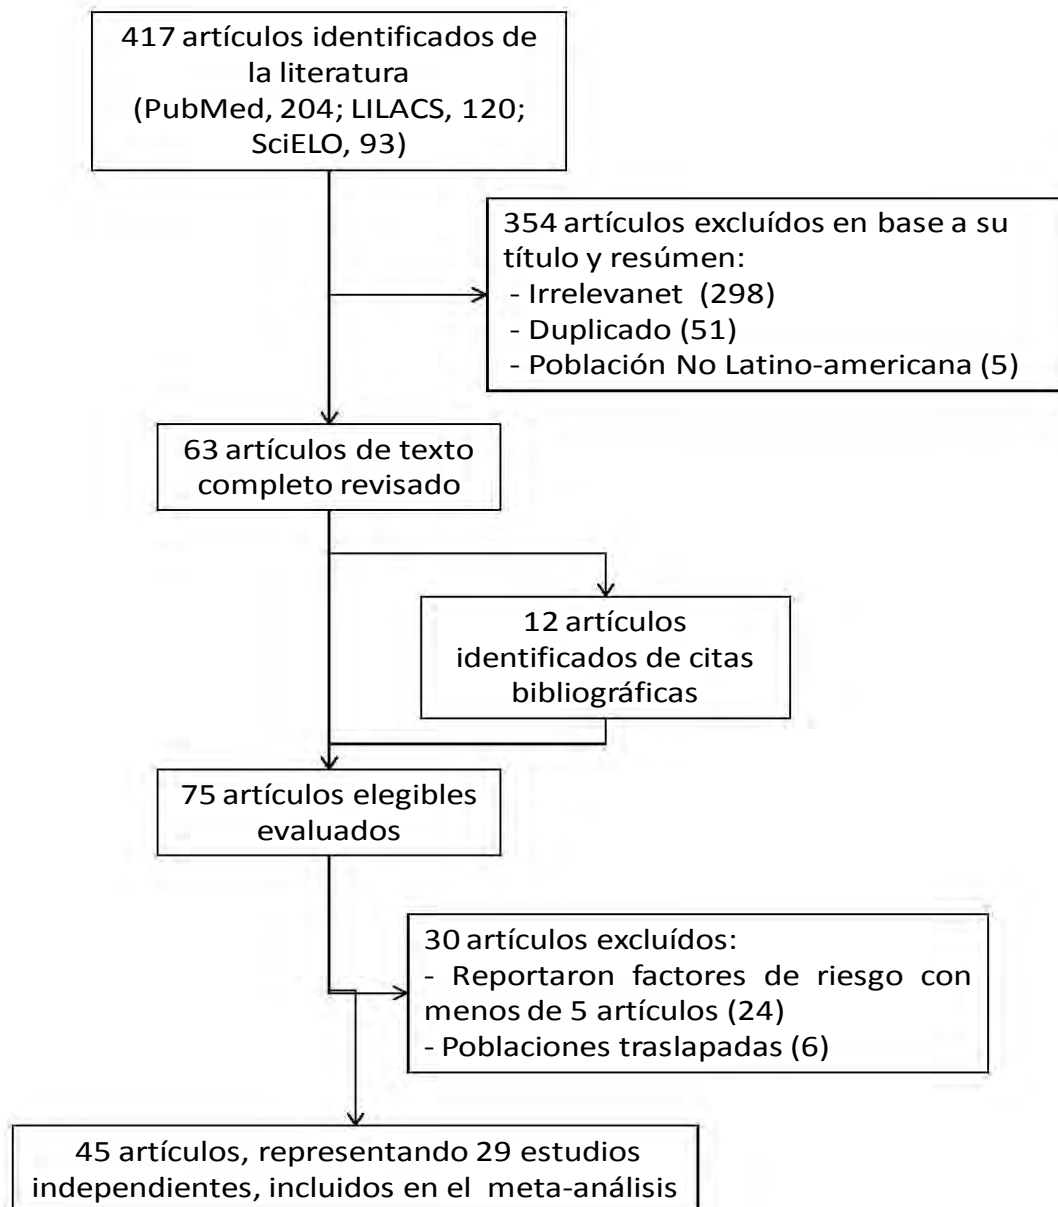 417 artículos identificados de
la literatura
(PubMed, 204; LILACS, 120;
SciELO, 93)
354 artículos excluídos en base a su
título y resúmen:
- Irrelevanet (298)
- Duplicado (51)
- Población No Latino-americana (5)
63 artículos de texto
completo revisado
12 artículos
identificados de citas
bibliográficas
75 artículos elegibles
evaluados
30 artículos excluídos:
- Reportaron factores de riesgo con
menos de 5 artículos (24)
- Poblaciones traslapadas (6)
45 artículos, representando 29 estudios
independientes, incluidos en el meta-análisis